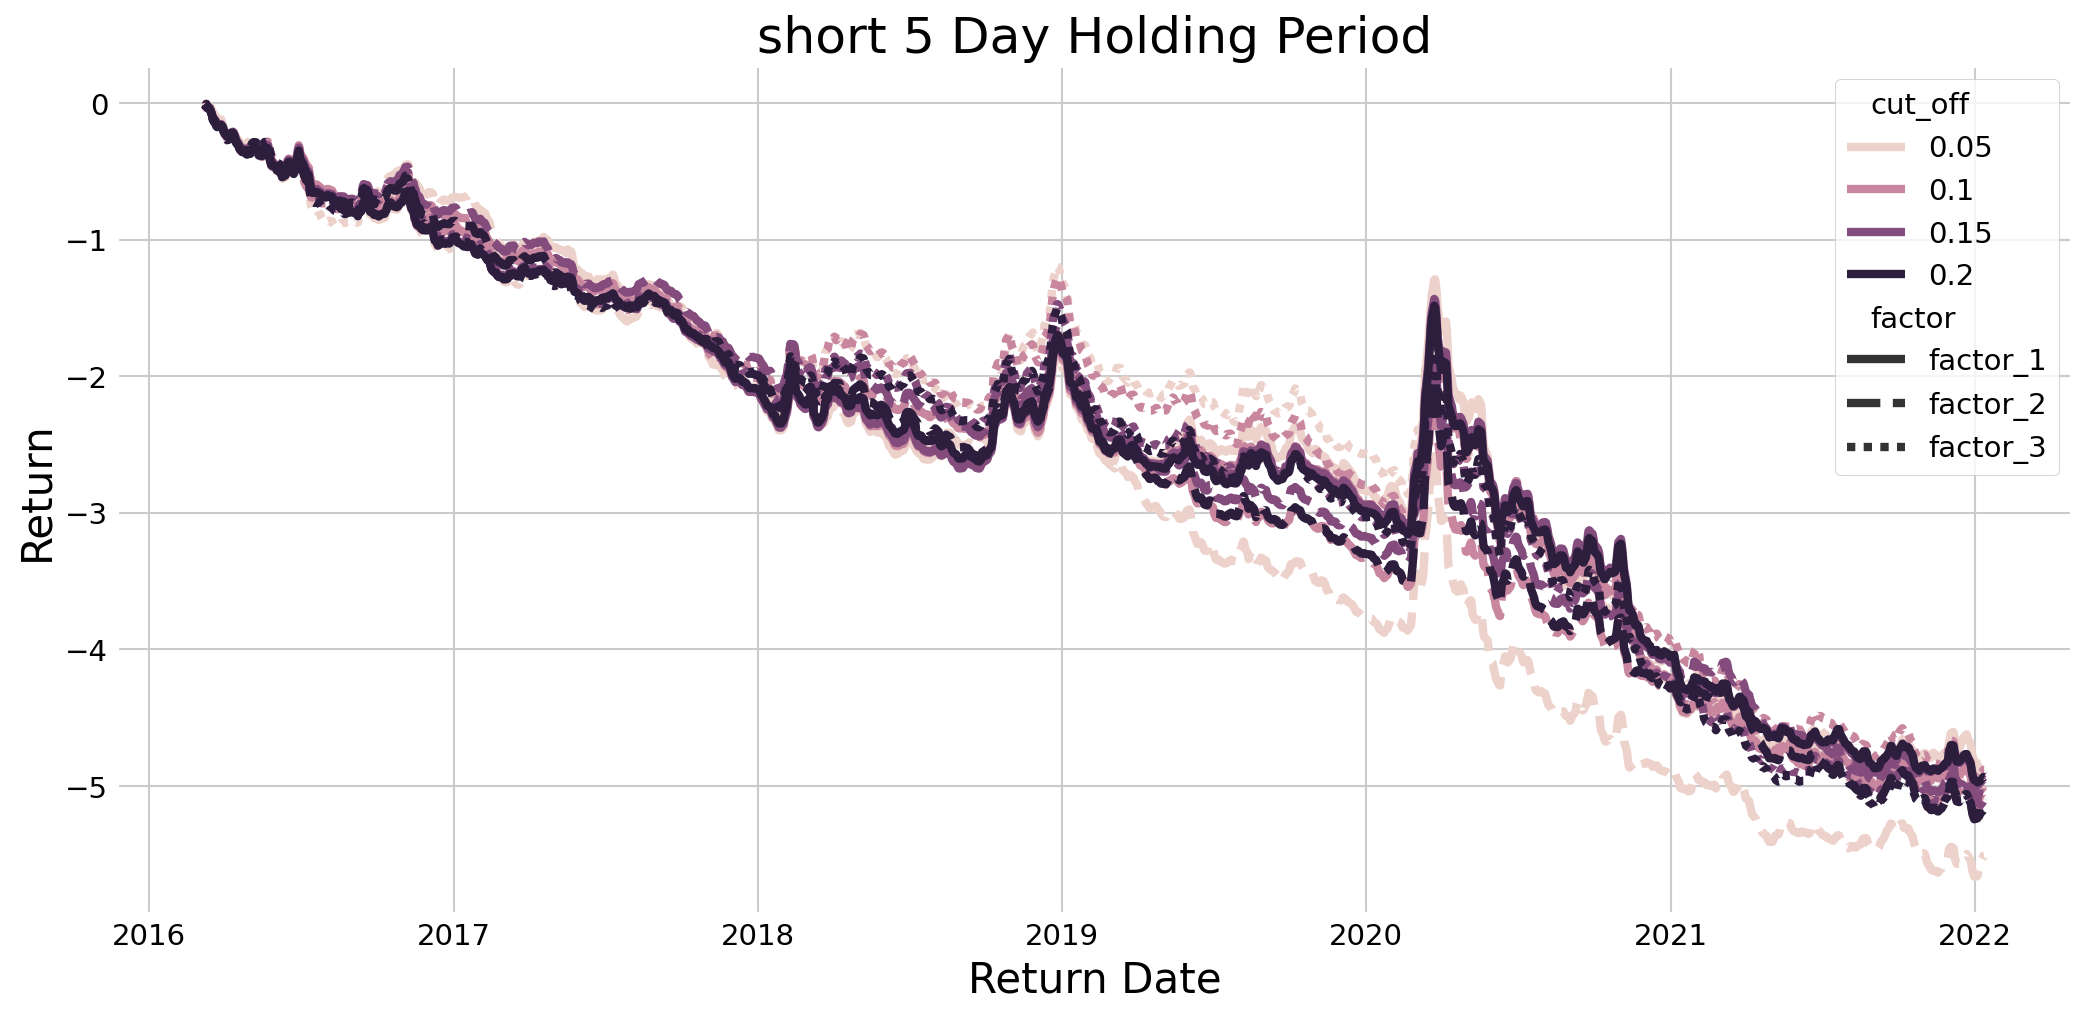 short 5 Day Holding Period
cut_off
0.05
0.1
0.15
0.2
factor
factor_1
factor_2
factor_3
Return
0
−1
−2
−3
−4
−5
2016 2017 2018 2019 2020 2021 2022
Return Date